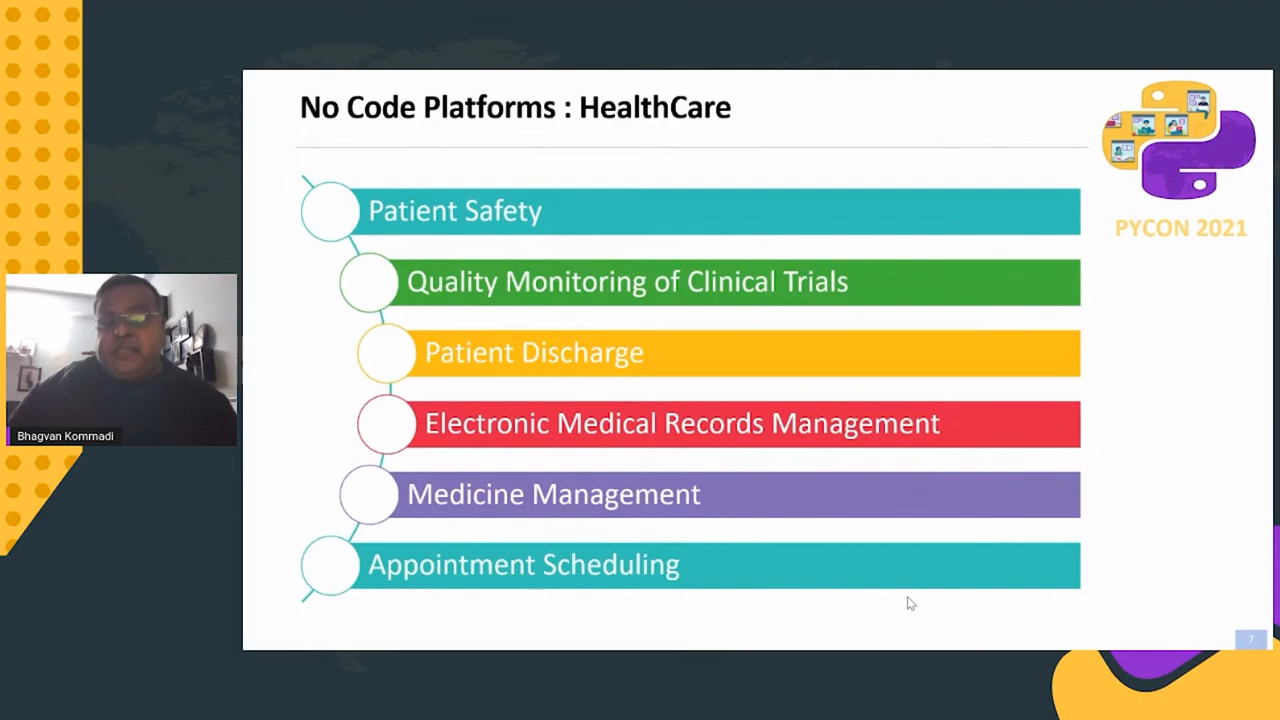 No Code Platforms : HealthCare
Patient Safety
Quality Monitoring of Clinical Trials
Patient Discharge
Electronic Medical Records Management
Medicine Management
Appointment Scheduling
PYCON 2021
Bhagvan Kommadi
7